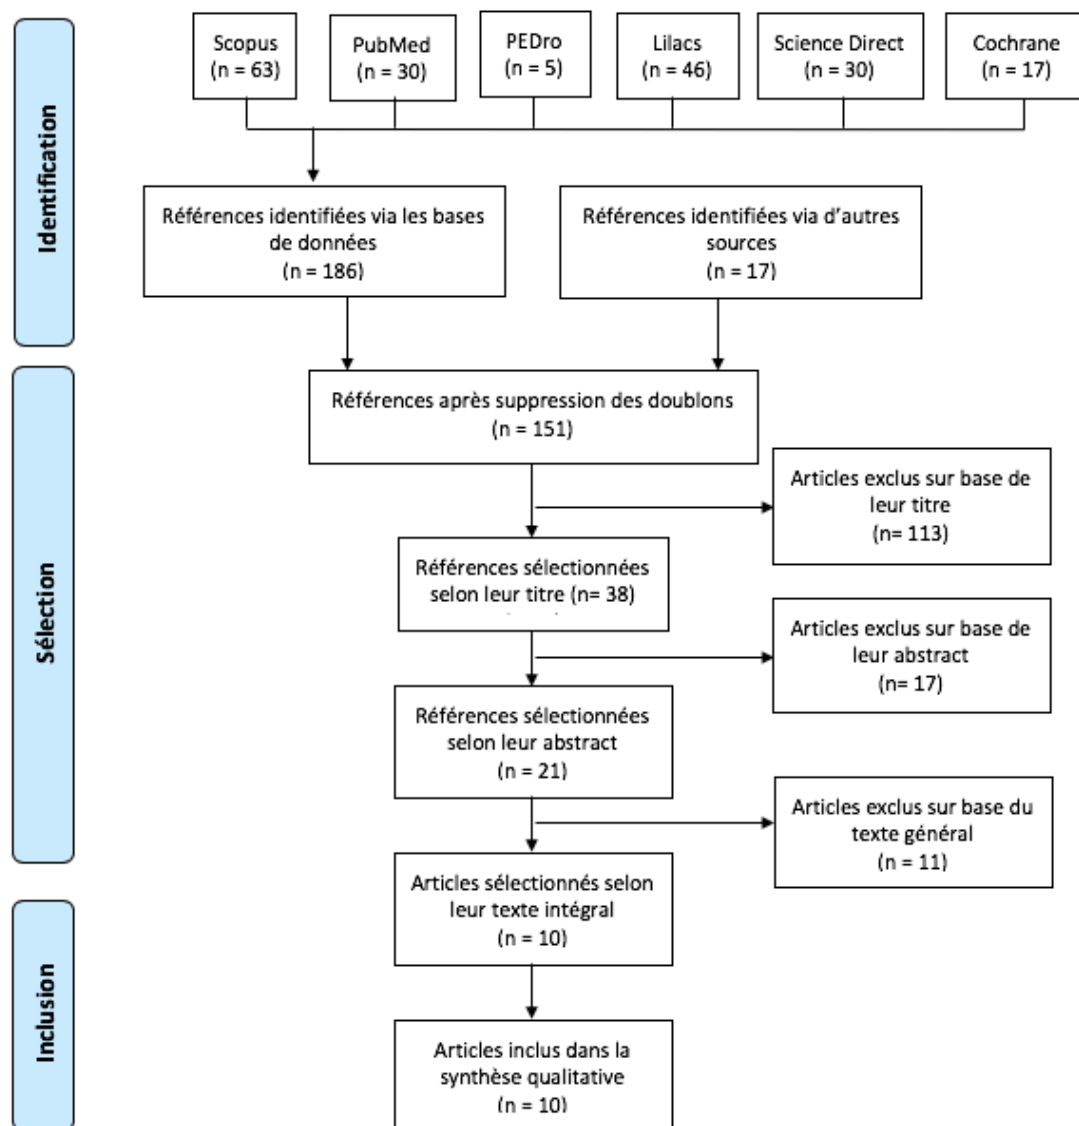 Identification
Scopus
(n = 63)
PubMed
(n = 30)
PEDro
(n = 5)
Lilacs
(n = 46)
Science Direct
(n = 30)
Cochrane
(n = 17)
Références identifiées via les bases
de données
(n = 186)
Références identifiées via d’autres
sources
(n = 17)
Sélection
Références après suppression des doublons
(n = 151)
Articles exclus sur base de
leur titre
(n= 113)
Références sélectionnées
selon leur titre (n= 38)
Articles exclus sur base de
leur abstract
(n= 17)
Références sélectionnées
selon leur abstract
(n = 21)
Articles exclus sur base du
texte général
(n = 11)
Articles sélectionnés selon
leur texte intégral
(n = 10)
Inclusion
Articles inclus dans la
synthèse qualitative
(n = 10)